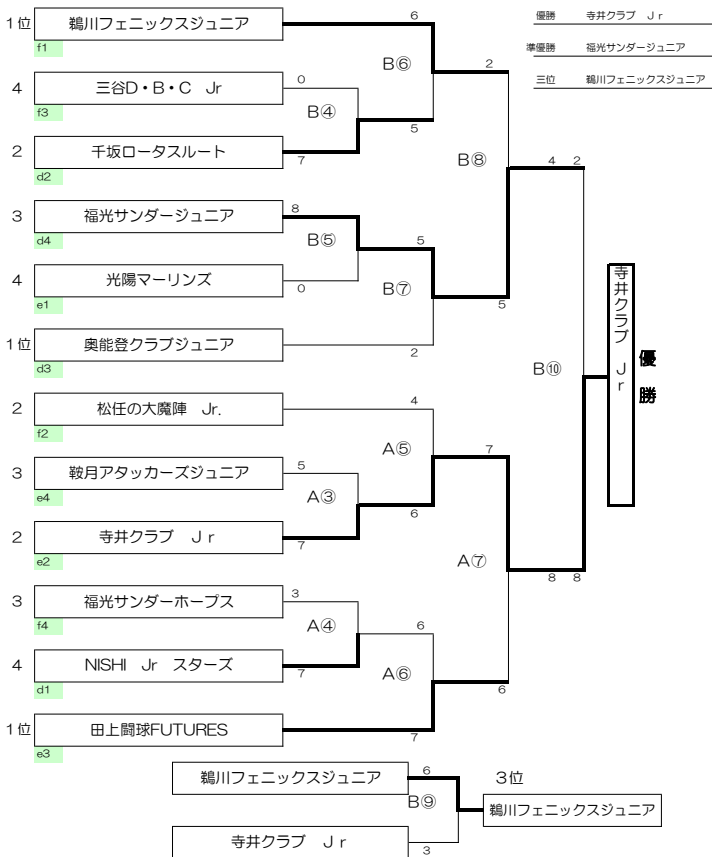 優勝 寺井クラブ Jr
準優勝 福光サンダージュニア
三位 鵜川フェニックスジュニア
1位 鵜川フェニックスジュニア 6
f1
B⑥ 2
4 三谷D・B・C Jr 0
f3
B④
5
2 千坂ロータスルート 7
d2
B⑧
4 2
3 福光サンダージュニア 8
d4
B⑤
5
4 光陽マーリンズ 0
e1
B⑦
5
1位 奥能登クラブジュニア 2
d3
B⑩
寺井クラブ Jr
優勝
2 松任の大魔陣 Jr. 4
f2
A⑤
7
3 鞍月アタッカーズジュニア 5
e4
A③
6
2 寺井クラブ Jr 7
e2
A⑦
8 8
3 福光サンダーホープス 3
f4
A④
6
4 NISHI Jr スターズ 7
d1
A⑥
6
1位 田上闘球FUTURES 7
e3
鵜川フェニックスジュニア 6
3位
B⑨
鵜川フェニックスジュニア
寺井クラブ Jr 3